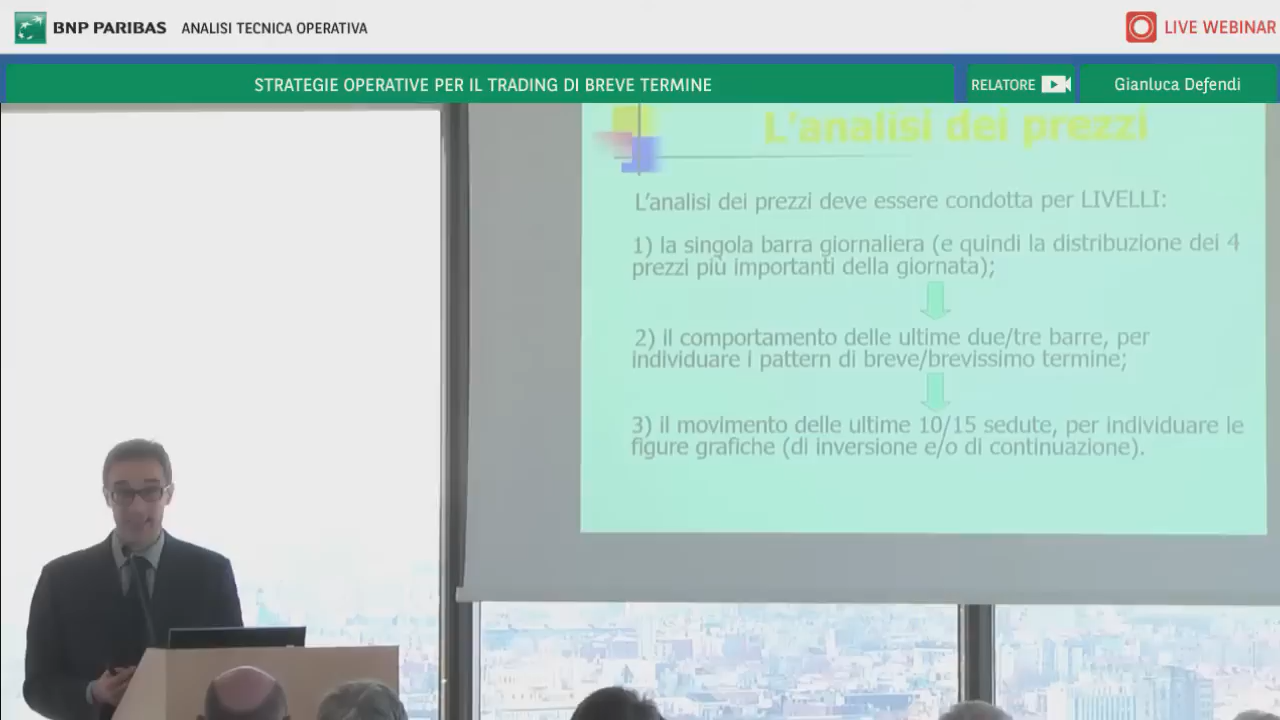 BNP PARIBAS ANALISI TECNICA OPERATIVA
LIVE WEBINAR
STRATEGIE OPERATIVE PER IL TRADING DI BREVE TERMINE
RELATORE
Gianluca Defendi
L'analisi dei prezzi
L'analisi dei prezzi deve essere condotta per LIVELLI:
1) la singola barra giornaliera (e quindi la distribuzione dei 4
prezzi più importanti della giornata);
2) il comportamento delle ultime due/tre barre, per
individuare i pattern di breve/brevissimo termine;
3) il movimento delle ultime 10/15 sedute, per individuare le
figure grafiche (di inversione e/o di continuazione).